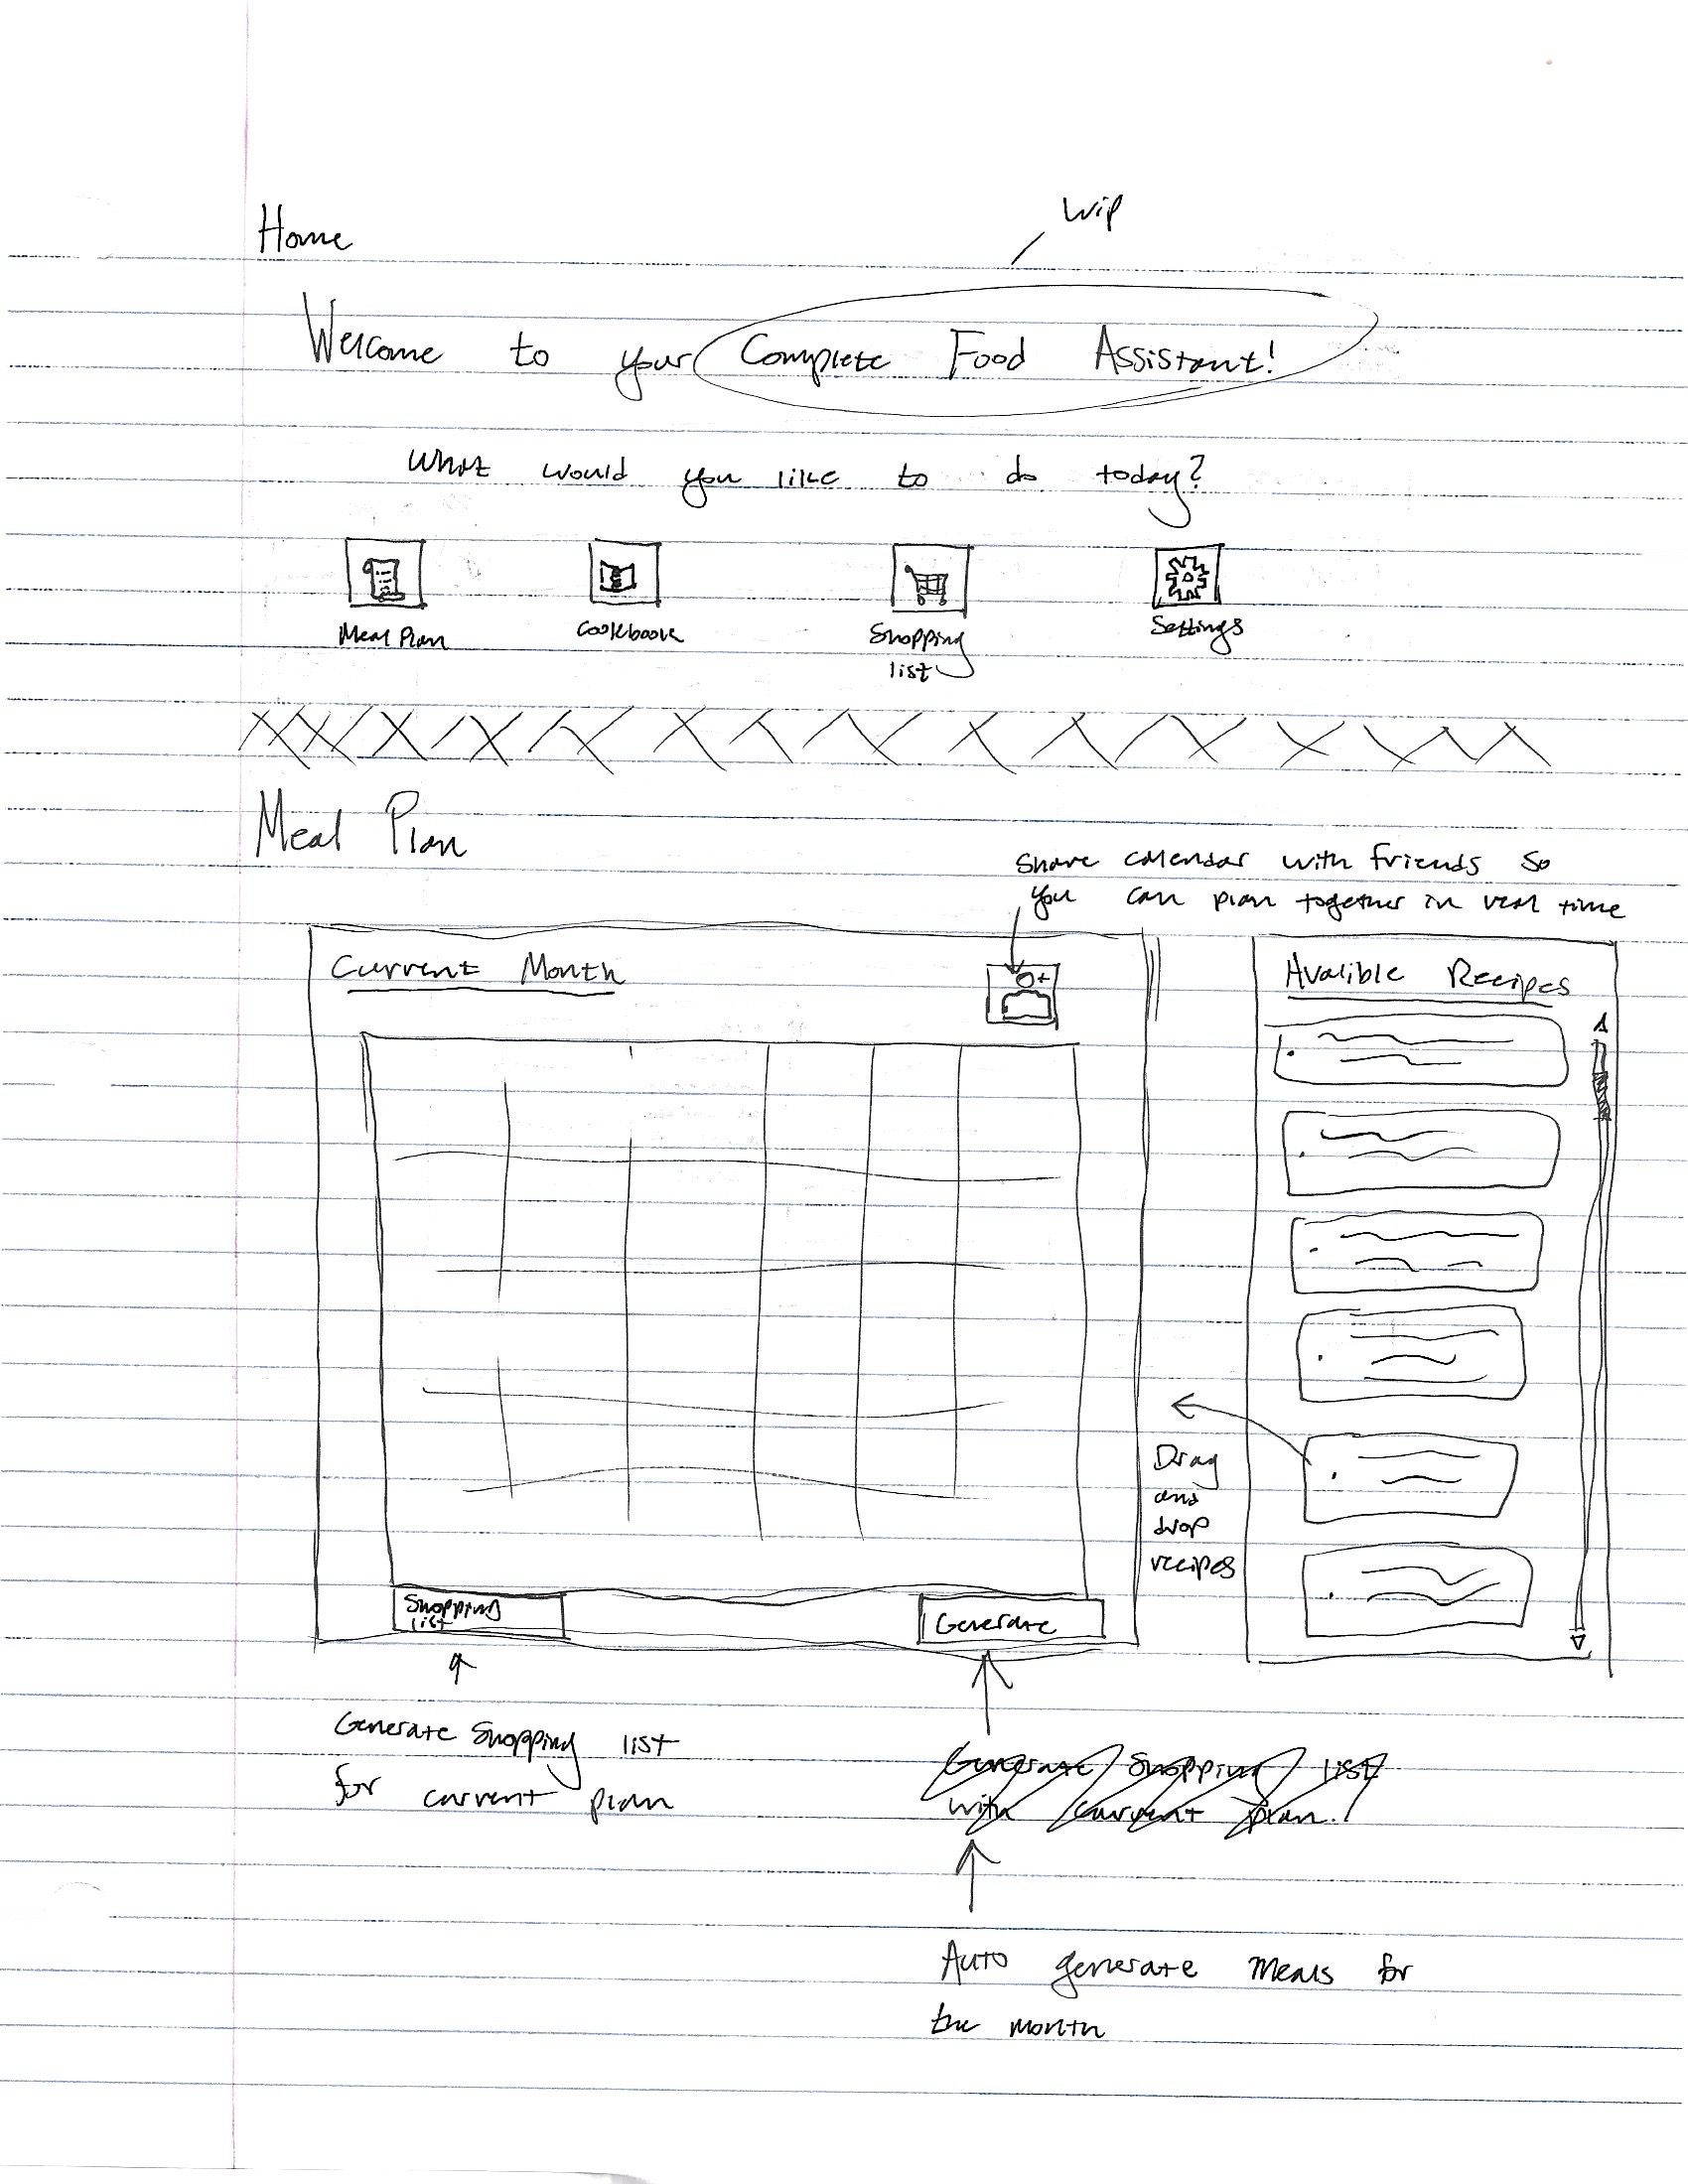 Home
Wip
Welcome to your Complete Food Assistant!
What would you like to do today?
Meal Plan
Cookbook
Shopping
list
Settings
Meal Plan
Share calendar with friends so
you can plan together in real time
Current Month
Avalible Recipes
Drag
and
drop
recipes
Shopping
list
Generate
Generate Shopping list
for current plan
Generate Shopping list
with current plan.
Auto generate meals for
the month